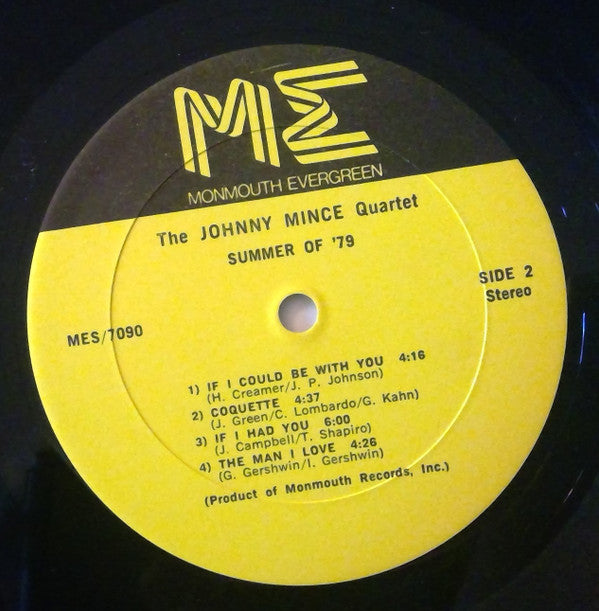 ME
MONMOUTH EVERGREEN
The JOHNNY MINCE Quartet
SUMMER OF '79
SIDE 2
Stereo
MES/7090
1) IF I COULD BE WITH YOU 4:16
(H. Creamer/J. P. Johnson)
2) COQUETTE 4:37
(J. Green/C. Lombardo/G. Kahn)
3) IF I HAD YOU 6:00
(J. Campbell/T. Shapiro)
4) THE MAN I LOVE 4:26
(G. Gershwin/I. Gershwin)
(Product of Monmouth Records, Inc.)